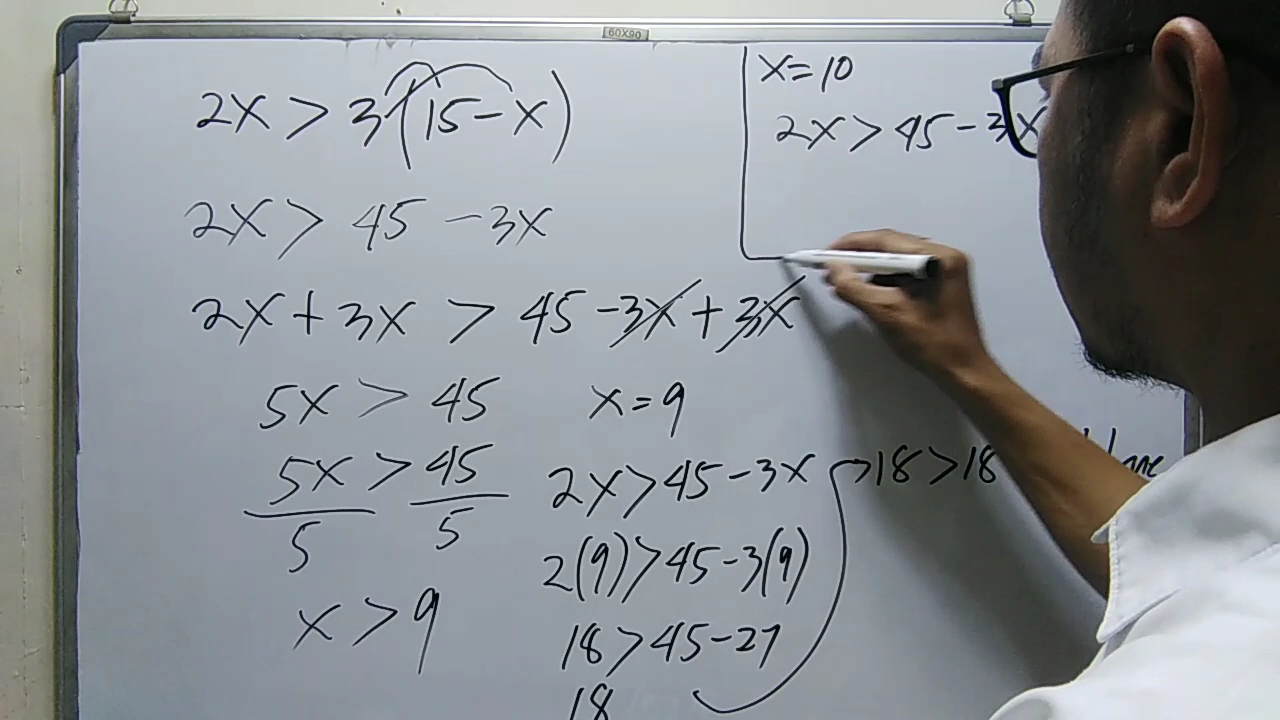 60X90
2x > 3(15-x)
2x > 45 -3x
2x+3x > 45-3x+3x
5x > 45
5x > 45
5 5
x > 9
x=9
2x>45-3x
2(9)>45-3(9)
18>45-27
18
18>18
x=10
2x>45-3x